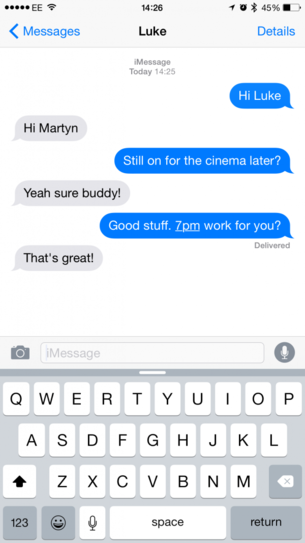 EE 14:26 45%
Messages Luke Details
iMessage
Today 14:25
Hi Luke
Hi Martyn
Still on for the cinema later?
Yeah sure buddy!
Good stuff. 7pm work for you?
Delivered
That's great!
iMessage
Q W E R T Y U I O P
A S D F G H J K L
Z X C V B N M
123 space return